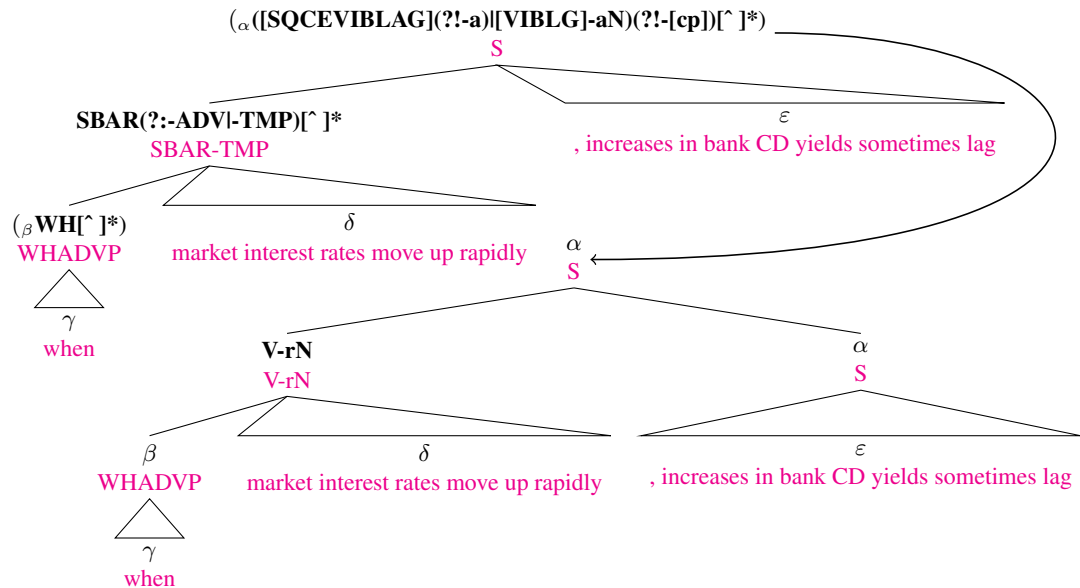 (α([SQCEVIBLAG](?!-a)|[VIBLG]-aN)(?!-[cp])[^ ]*)
S
SBAR(?:-ADV|-TMP)[^ ]*
SBAR-TMP
ε
, increases in bank CD yields sometimes lag
(βWH[^ ]*)
WHADVP
δ
market interest rates move up rapidly
γ
when
α
S
V-rN
V-rN
α
S
β
WHADVP
δ
market interest rates move up rapidly
ε
, increases in bank CD yields sometimes lag
γ
when